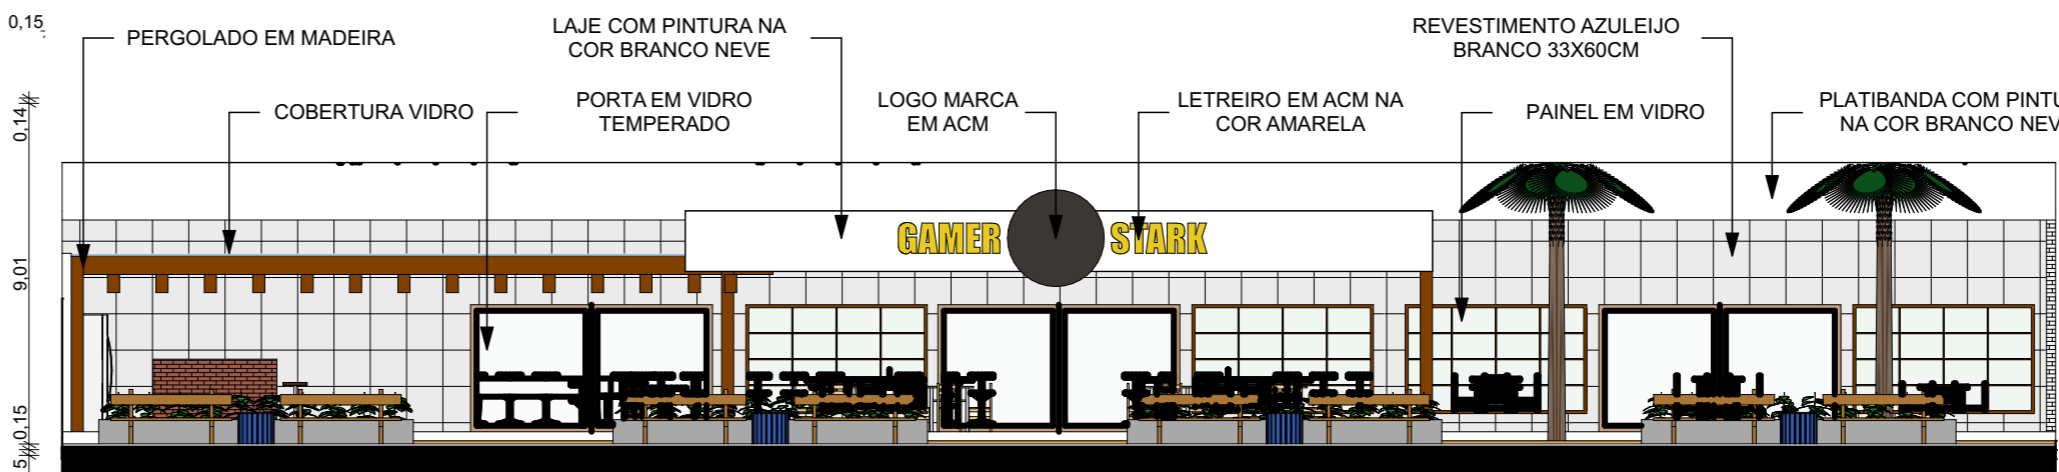 0,15
PERGOLADO EM MADEIRA
LAJE COM PINTURA NA
COR BRANCO NEVE
REVESTIMENTO AZULEIJO
BRANCO 33X60CM
COBERTURA VIDRO
PORTA EM VIDRO
TEMPERADO
LOGO MARCA
EM ACM
LETREIRO EM ACM NA
COR AMARELA
PAINEL EM VIDRO
PLATIBANDA COM PINTU
NA COR BRANCO NEV
0,14
9,01
0,15
5
GAMER STARK